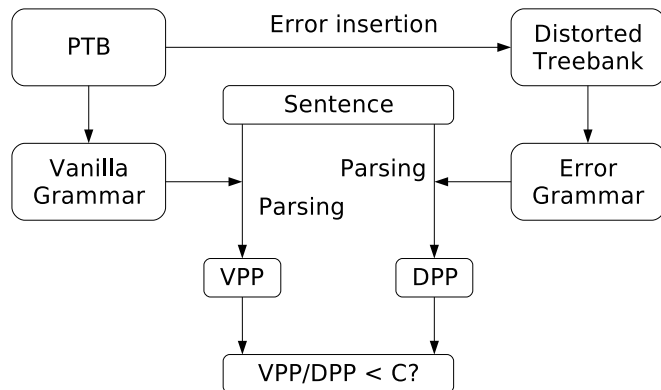 PTB
Error insertion
Distorted
Treebank
Sentence
Vanilla
Grammar
Parsing
Parsing
Error
Grammar
VPP
DPP
VPP/DPP < C?